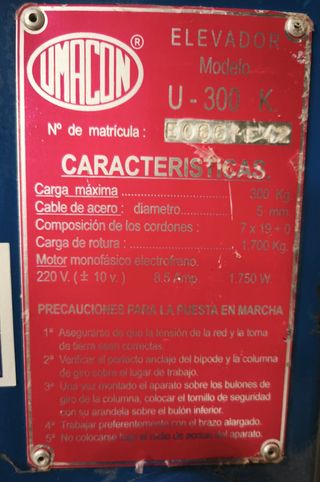 UMACON ®
ELEVADOR
Modelo
U - 300 K.
Nº de matrícula :
CARACTERISTICAS.
Carga máxima 300 Kg.
Cable de acero : diametro 5 mm.
Composición de los cordones : 7 x 19 + 0
Carga de rotura : 1.700 Kg.
Motor monofásico electrofreno.
220 V. ( ± 10 v. ) 8.5 Amp. 1.750 W.
PRECAUCIONES PARA LA PUESTA EN MARCHA
1ª Asegurarse de que la tensión de la red y la toma
de tierra sean correctas.
2ª Verificar el perfecto anclaje del bípode y la columna
de giro sobre el lugar de trabajo.
3ª Una vez montado el aparato sobre los bulones
de giro de la columna, colocar el tornillo de seguridad
con su arandela sobre el bulón inferior.
4ª Trabajar preferentemente con el brazo alargado.
5ª No colocarse bajo el radio de acción del aparato.